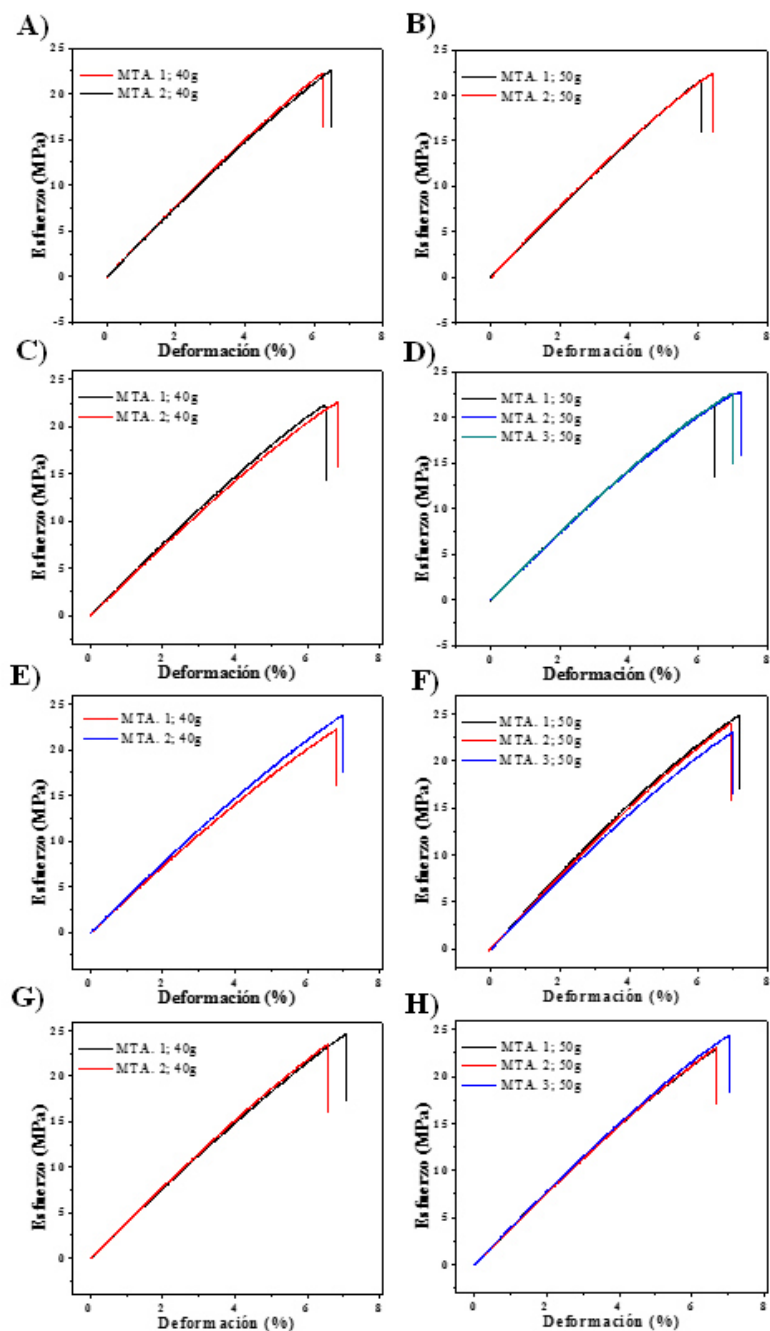 A)
25
20
15
10
5
0
-5
Esfuerzo (MPa)
MTA. 1; 40g
MTA. 2; 40g
0 2 4 6 8
Deformación (%)
B)
25
20
15
10
5
0
-5
Esfuerzo (MPa)
MTA. 1; 50g
MTA. 2; 50g
0 2 4 6 8
Deformación (%)
C)
25
20
15
10
5
0
Esfuerzo (MPa)
MTA. 1; 40g
MTA. 2; 40g
0 2 4 6 8
Deformación (%)
D)
25
20
15
10
5
0
-5
Esfuerzo (MPa)
MTA. 1; 50g
MTA. 2; 50g
MTA. 3; 50g
0 2 4 6 8
Deformación (%)
E)
25
20
15
10
5
0
Esfuerzo (MPa)
MTA. 1; 40g
MTA. 2; 40g
0 2 4 6 8
Deformación (%)
F)
25
20
15
10
5
0
Esfuerzo (MPa)
MTA. 1; 50g
MTA. 2; 50g
MTA. 3; 50g
0 2 4 6 8
Deformación (%)
G)
25
20
15
10
5
0
Esfuerzo (MPa)
MTA. 1; 40g
MTA. 2; 40g
0 2 4 6 8
Deformación (%)
H)
25
20
15
10
5
0
Esfuerzo (MPa)
MTA. 1; 50g
MTA. 2; 50g
MTA. 3; 50g
0 2 4 6 8
Deformación (%)